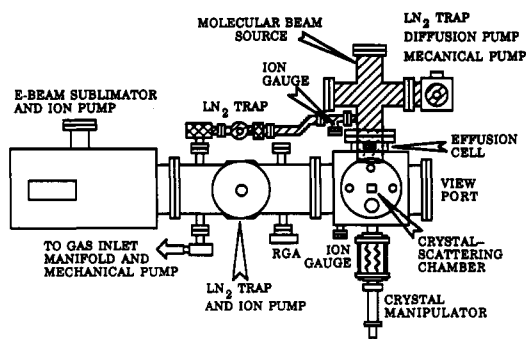 MOLECULAR BEAM
SOURCE
LN2 TRAP
DIFFUSION PUMP
MECANICAL PUMP
ION
GAUGE
E-BEAM SUBLIMATOR
AND ION PUMP
LN2 TRAP
EFFUSION
CELL
VIEW
PORT
TO GAS INLET
MANIFOLD AND
MECHANICAL PUMP
RGA
ION
GAUGE
CRYSTAL-
SCATTERING
CHAMBER
LN2 TRAP
AND ION PUMP
CRYSTAL
MANIPULATOR